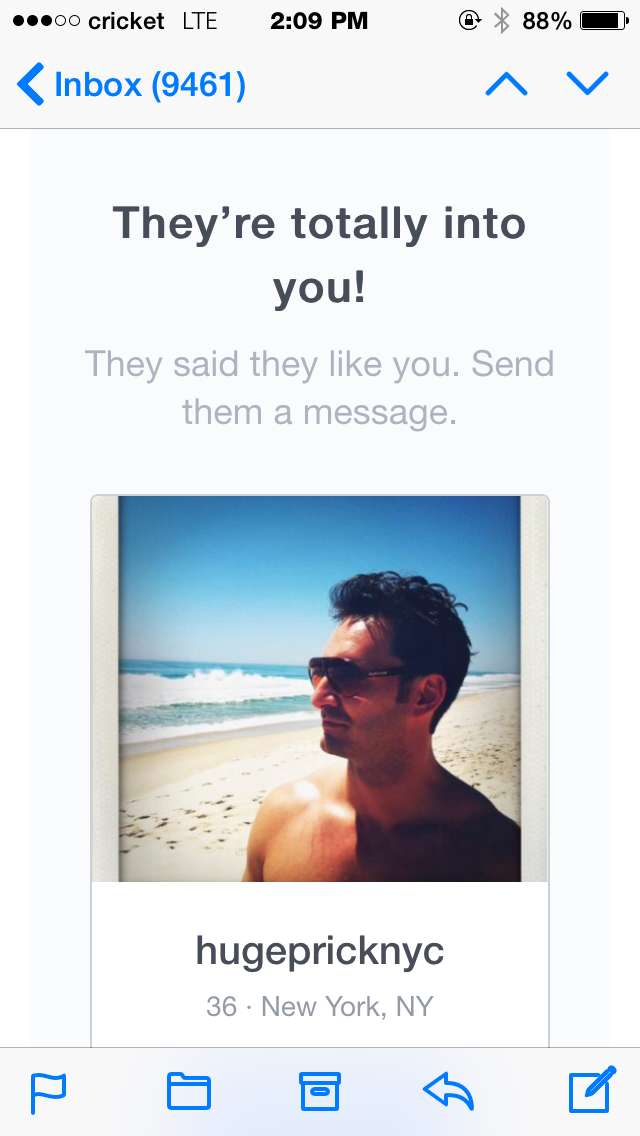 cricket LTE 2:09 PM 88%
Inbox (9461)
They’re totally into
you!
They said they like you. Send
them a message.
hugepricknyc
36 · New York, NY